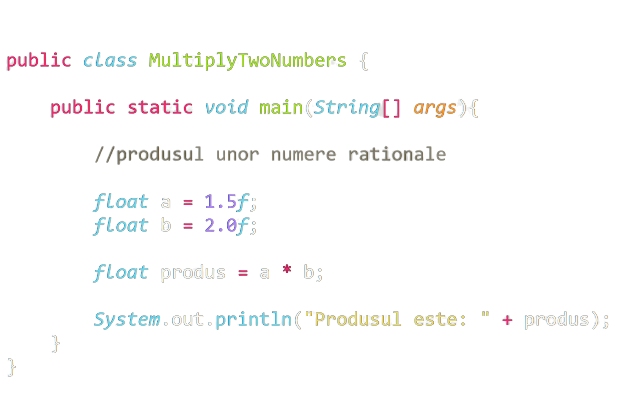 public class MultiplyTwoNumbers {
public static void main(String[] args){
//produsul unor numere rationale
float a = 1.5f;
float b = 2.0f;
float produs = a * b;
System.out.println("Produsul este: " + produs);
}
}